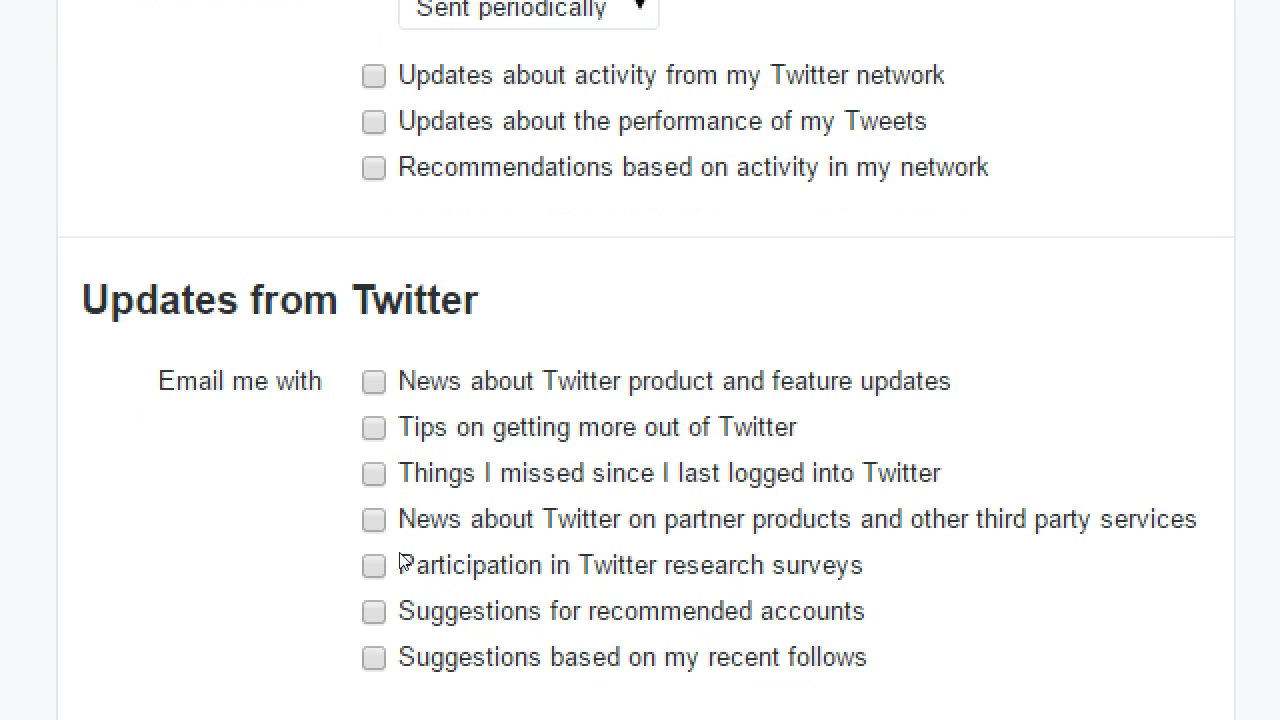 Sent periodically
Updates about activity from my Twitter network
Updates about the performance of my Tweets
Recommendations based on activity in my network
Updates from Twitter
Email me with
News about Twitter product and feature updates
Tips on getting more out of Twitter
Things I missed since I last logged into Twitter
News about Twitter on partner products and other third party services
Participation in Twitter research surveys
Suggestions for recommended accounts
Suggestions based on my recent follows